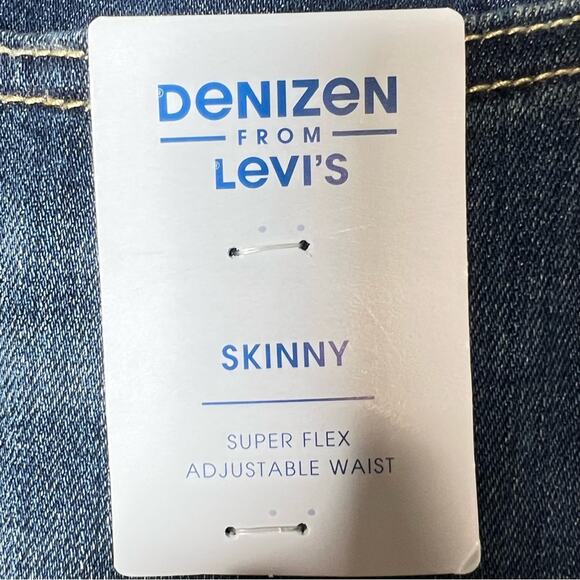 DENIZEN
FROM
Levi's
SKINNY
SUPER FLEX
ADJUSTABLE WAIST